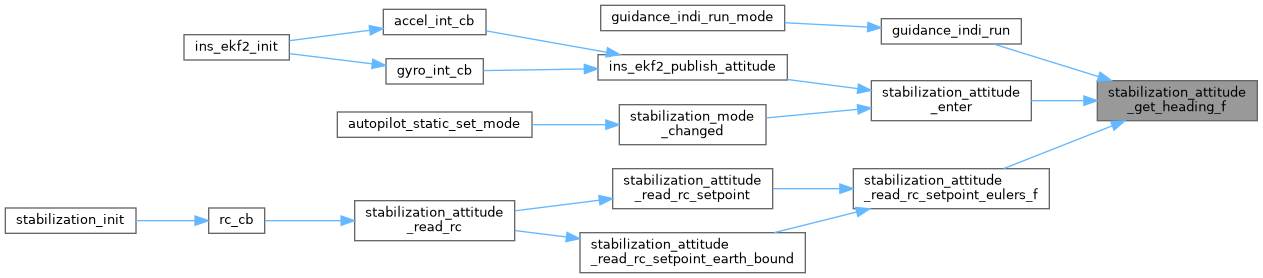 accel_int_cb
guidance_indi_run_mode
guidance_indi_run
ins_ekf2_init
gyro_int_cb
ins_ekf2_publish_attitude
stabilization_attitude
_get_heading_f
stabilization_attitude
_enter
autopilot_static_set_mode
stabilization_mode
_changed
stabilization_attitude
_read_rc_setpoint
stabilization_attitude
_read_rc_setpoint_eulers_f
stabilization_init
rc_cb
stabilization_attitude
_read_rc
stabilization_attitude
_read_rc_setpoint_earth_bound